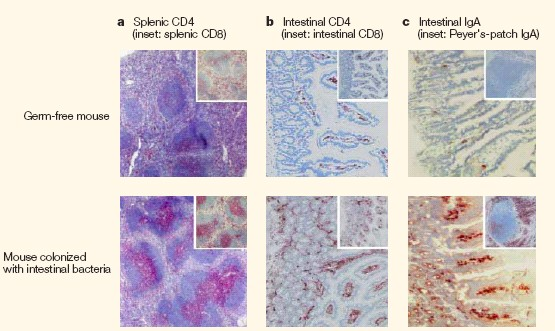 a Splenic CD4
(inset: splenic CD8)
b Intestinal CD4
(inset: intestinal CD8)
c Intestinal IgA
(inset: Peyer's-patch IgA)
Germ-free mouse
Mouse colonized
with intestinal bacteria